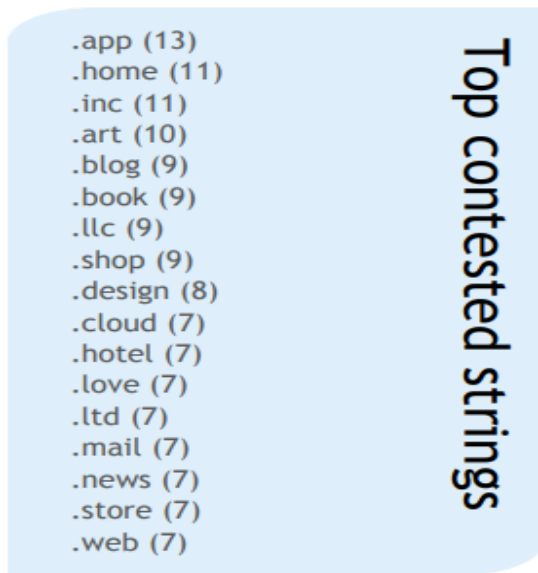 .app (13)
.home (11)
.inc (11)
.art (10)
.blog (9)
.book (9)
.llc (9)
.shop (9)
.design (8)
.cloud (7)
.hotel (7)
.love (7)
.ltd (7)
.mail (7)
.news (7)
.store (7)
.web (7)
Top contested strings